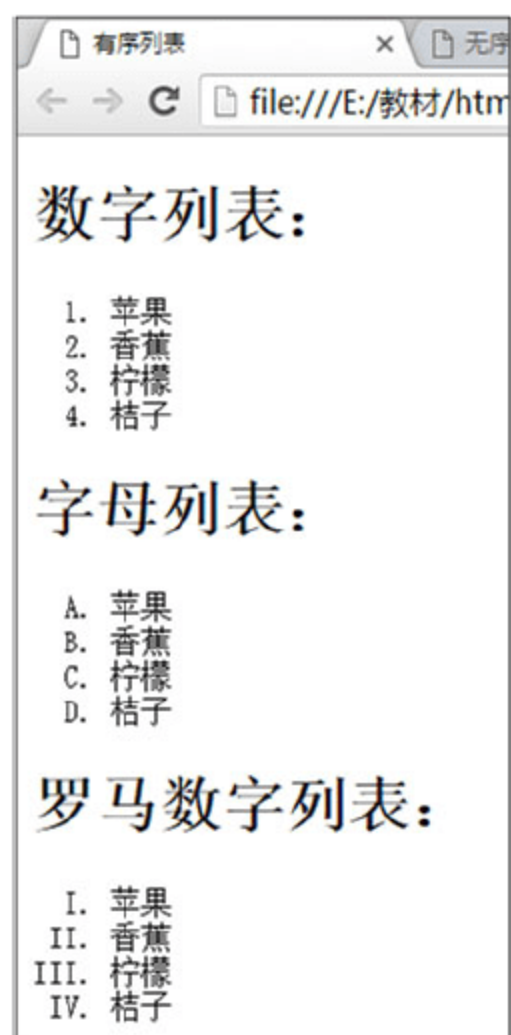 有序列表 × 无序
file:///E:/教材/htm
数字列表：
1. 苹果
2. 香蕉
3. 柠檬
4. 桔子
字母列表：
A. 苹果
B. 香蕉
C. 柠檬
D. 桔子
罗马数字列表：
I. 苹果
II. 香蕉
III. 柠檬
IV. 桔子